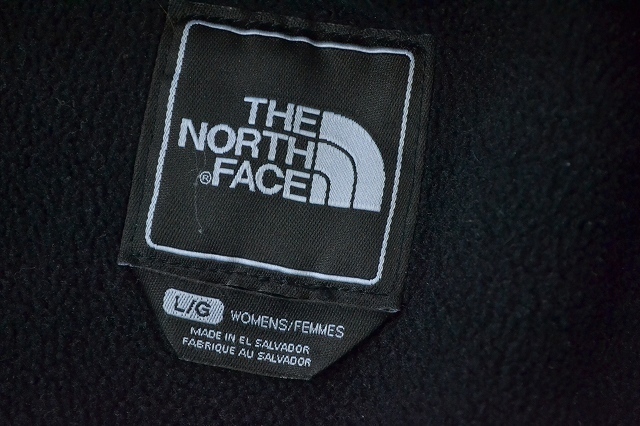 THE
NORTH
®FACE
L/G WOMENS/FEMMES
MADE IN EL SALVADOR
FABRIQUE AU SALVADOR